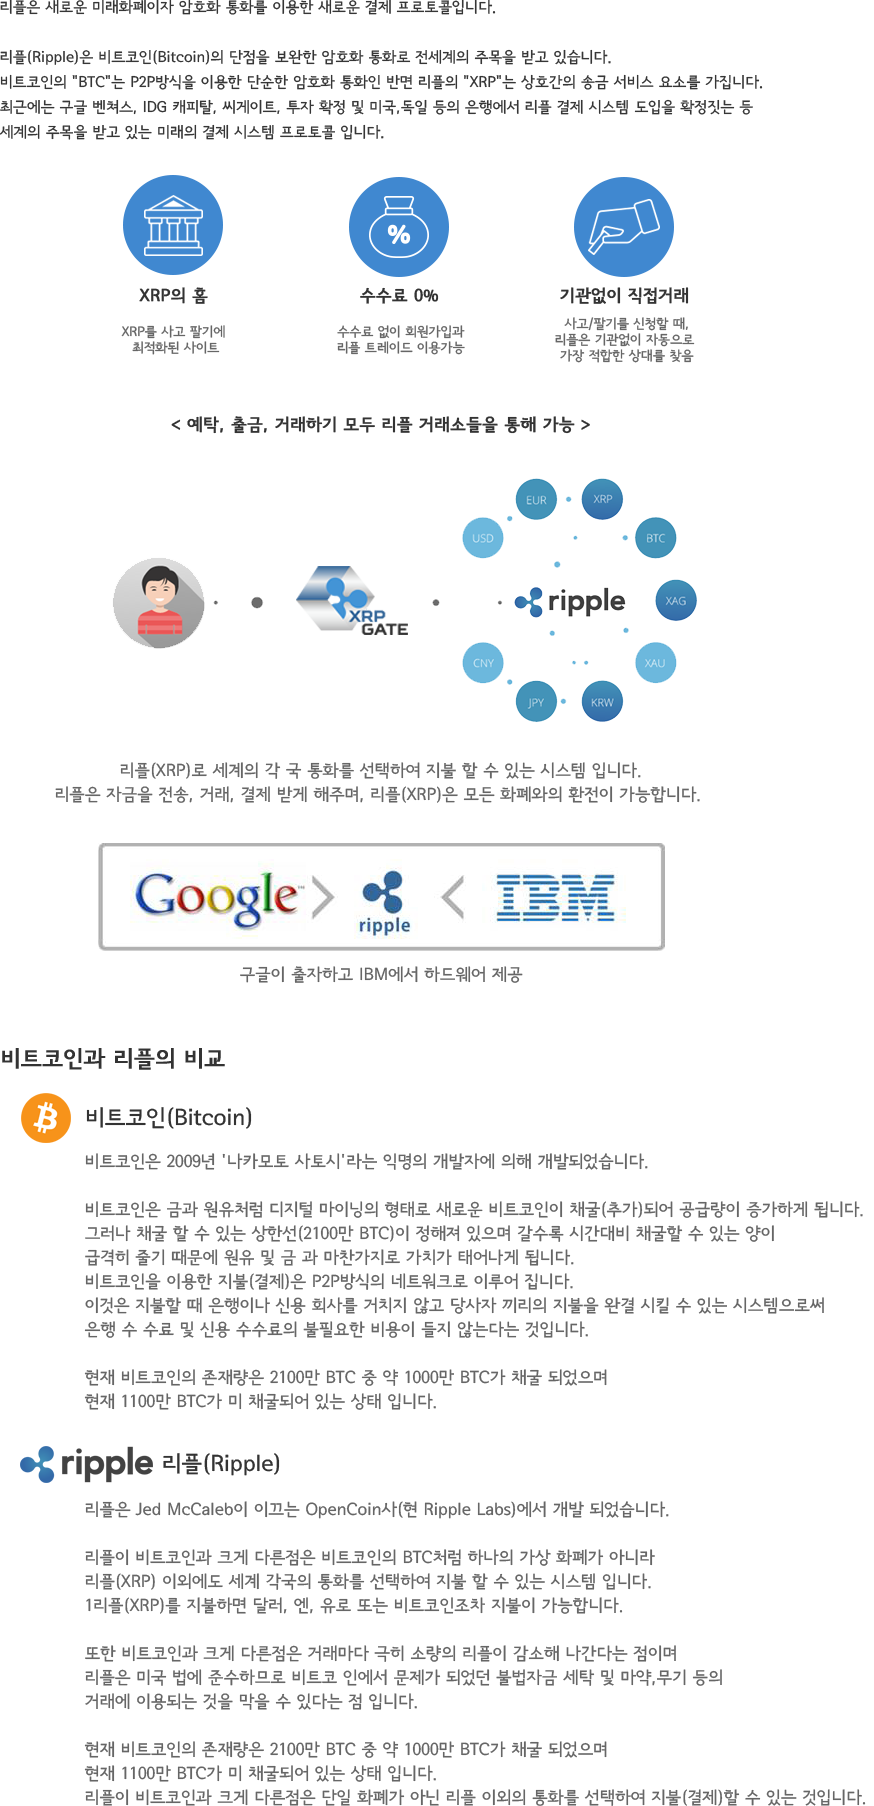 리플은 새로운 미래화폐이자 암호화 통화를 이용한 새로운 결제 프로토콜입니다.
리플(Ripple)은 비트코인(Bitcoin)의 단점을 보완한 암호화 통화로 전세계의 주목을 받고 있습니다.
비트코인의 "BTC"는 P2P방식을 이용한 단순한 암호화 통화인 반면 리플의 "XRP"는 상호간의 송금 서비스 요소를 가집니다.
최근에는 구글 벤쳐스, IDG 캐피탈, 씨게이트, 투자 확정 및 미국,독일 등의 은행에서 리플 결제 시스템 도입을 확정짓는 등
세계의 주목을 받고 있는 미래의 결제 시스템 프로토콜 입니다.
%
XRP의 홈
수수료 0%
기관없이 직접거래
XRP를 사고 팔기에
최적화된 사이트
수수료 없이 회원가입과
리플 트레이드 이용가능
사고/팔기를 신청할 때,
리플은 기관없이 자동으로
가장 적합한 상대를 찾음
< 예탁, 출금, 거래하기 모두 리플 거래소들을 통해 가능 >
EUR
XRP
USD
BTC
XRP
GATE
ripple
XAG
CNY
XAU
JPY
KRW
리플(XRP)로 세계의 각 국 통화를 선택하여 지불 할 수 있는 시스템 입니다.
리플은 자금을 전송, 거래, 결제 받게 해주며, 리플(XRP)은 모든 화폐와의 환전이 가능합니다.
Google
ripple
IBM
구글이 출자하고 IBM에서 하드웨어 제공
비트코인과 리플의 비교
비트코인(Bitcoin)
비트코인은 2009년 '나카모토 사토시'라는 익명의 개발자에 의해 개발되었습니다.
비트코인은 금과 원유처럼 디지털 마이닝의 형태로 새로운 비트코인이 채굴(추가)되어 공급량이 증가하게 됩니다.
그러나 채굴 할 수 있는 상한선(2100만 BTC)이 정해져 있으며 갈수록 시간대비 채굴할 수 있는 양이
급격히 줄기 때문에 원유 및 금 과 마찬가지로 가치가 태어나게 됩니다.
비트코인을 이용한 지불(결제)은 P2P방식의 네트워크로 이루어 집니다.
이것은 지불할 때 은행이나 신용 회사를 거치지 않고 당사자 끼리의 지불을 완결 시킬 수 있는 시스템으로써
은행 수 수료 및 신용 수수료의 불필요한 비용이 들지 않는다는 것입니다.
현재 비트코인의 존재량은 2100만 BTC 중 약 1000만 BTC가 채굴 되었으며
현재 1100만 BTC가 미 채굴되어 있는 상태 입니다.
ripple 리플(Ripple)
리플은 Jed McCaleb이 이끄는 OpenCoin사(현 Ripple Labs)에서 개발 되었습니다.
리플이 비트코인과 크게 다른점은 비트코인의 BTC처럼 하나의 가상 화폐가 아니라
리플(XRP) 이외에도 세계 각국의 통화를 선택하여 지불 할 수 있는 시스템 입니다.
1리플(XRP)를 지불하면 달러, 엔, 유로 또는 비트코인조차 지불이 가능합니다.
또한 비트코인과 크게 다른점은 거래마다 극히 소량의 리플이 감소해 나간다는 점이며
리플은 미국 법에 준수하므로 비트코 인에서 문제가 되었던 불법자금 세탁 및 마약,무기 등의
거래에 이용되는 것을 막을 수 있다는 점 입니다.
현재 비트코인의 존재량은 2100만 BTC 중 약 1000만 BTC가 채굴 되었으며
현재 1100만 BTC가 미 채굴되어 있는 상태 입니다.
리플이 비트코인과 크게 다른점은 단일 화폐가 아닌 리플 이외의 통화를 선택하여 지불(결제)할 수 있는 것입니다.